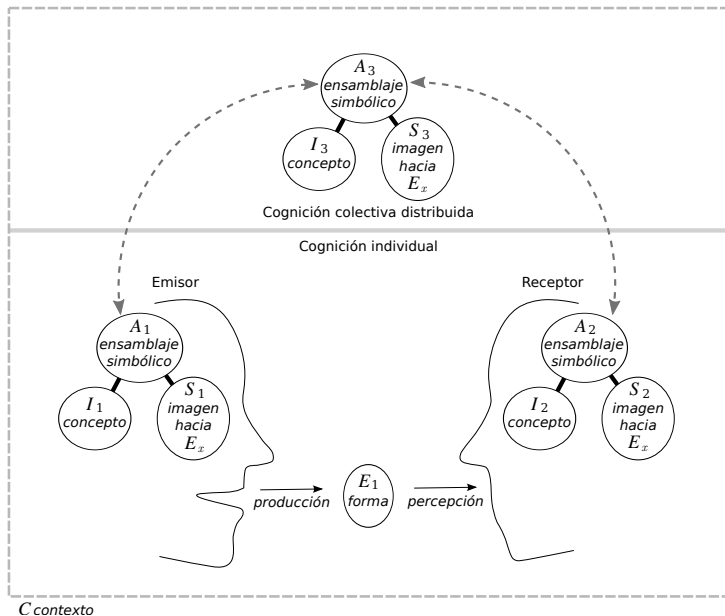 A3
ensamblaje
simbólico
I3
concepto
S3
imagen
hacia
Ex
Cognición colectiva distribuida
Cognición individual
Emisor
Receptor
A1
ensamblaje
simbólico
I1
concepto
S1
imagen
hacia
Ex
A2
ensamblaje
simbólico
I2
concepto
S2
imagen
hacia
Ex
producción
E1
forma
percepción
C contexto